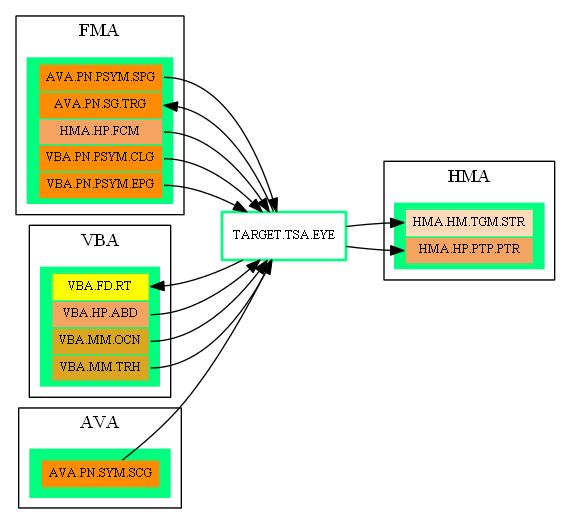 FMA
AVA.PN.PSYM.SPG
AVA.PN.SG.TRG
HMA.HP.FCM
VBA.PN.PSYM.CLG
VBA.PN.PSYM.EPG
VBA
VBA.FD.RT
VBA.HP.ABD
VBA.MM.OCN
VBA.MM.TRH
AVA
AVA.PN.SYM.SCG
TARGET.TSA.EYE
HMA
HMA.HM.TGM.STR
HMA.HP.PTP.PTR